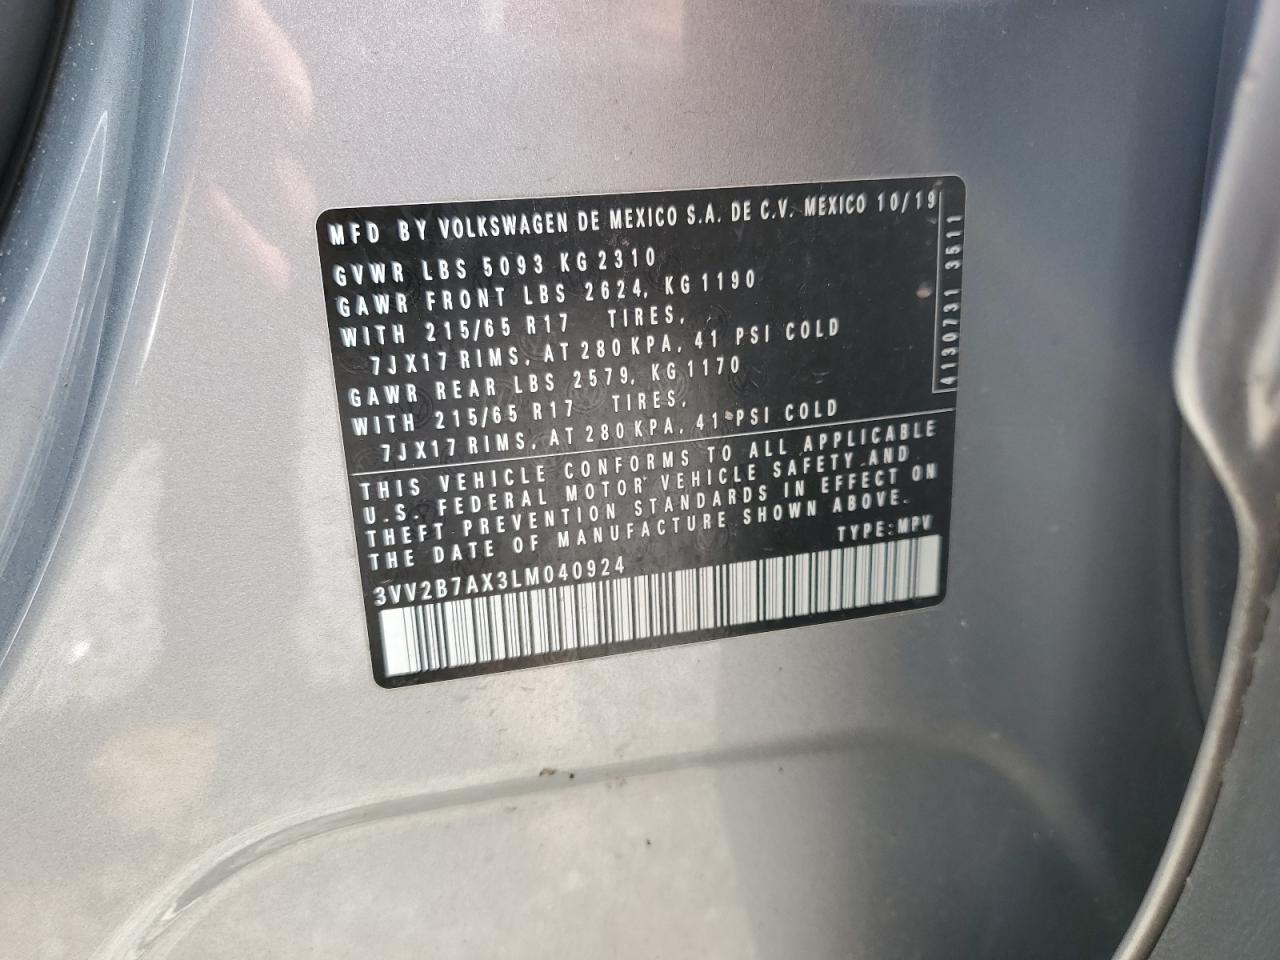 MFD BY VOLKSWAGEN DE MEXICO S.A. DE C.V. MEXICO 10/19
GVWR LBS 5093 KG 2310
GAWR FRONT LBS 2624, KG 1190
WITH 215/65 R17 TIRES,
7JX17 RIMS, AT 280 KPA, 41 PSI COLD
GAWR REAR LBS 2579, KG 1170
WITH 215/65 R17 TIRES,
7JX17 RIMS, AT 280 KPA, 41 PSI COLD
4130731 3511
THIS VEHICLE CONFORMS TO ALL APPLICABLE
U.S. FEDERAL MOTOR VEHICLE SAFETY AND
THEFT PREVENTION STANDARDS IN EFFECT ON
THE DATE OF MANUFACTURE SHOWN ABOVE.
TYPE: MPV
3VV2B7AX3LM040924